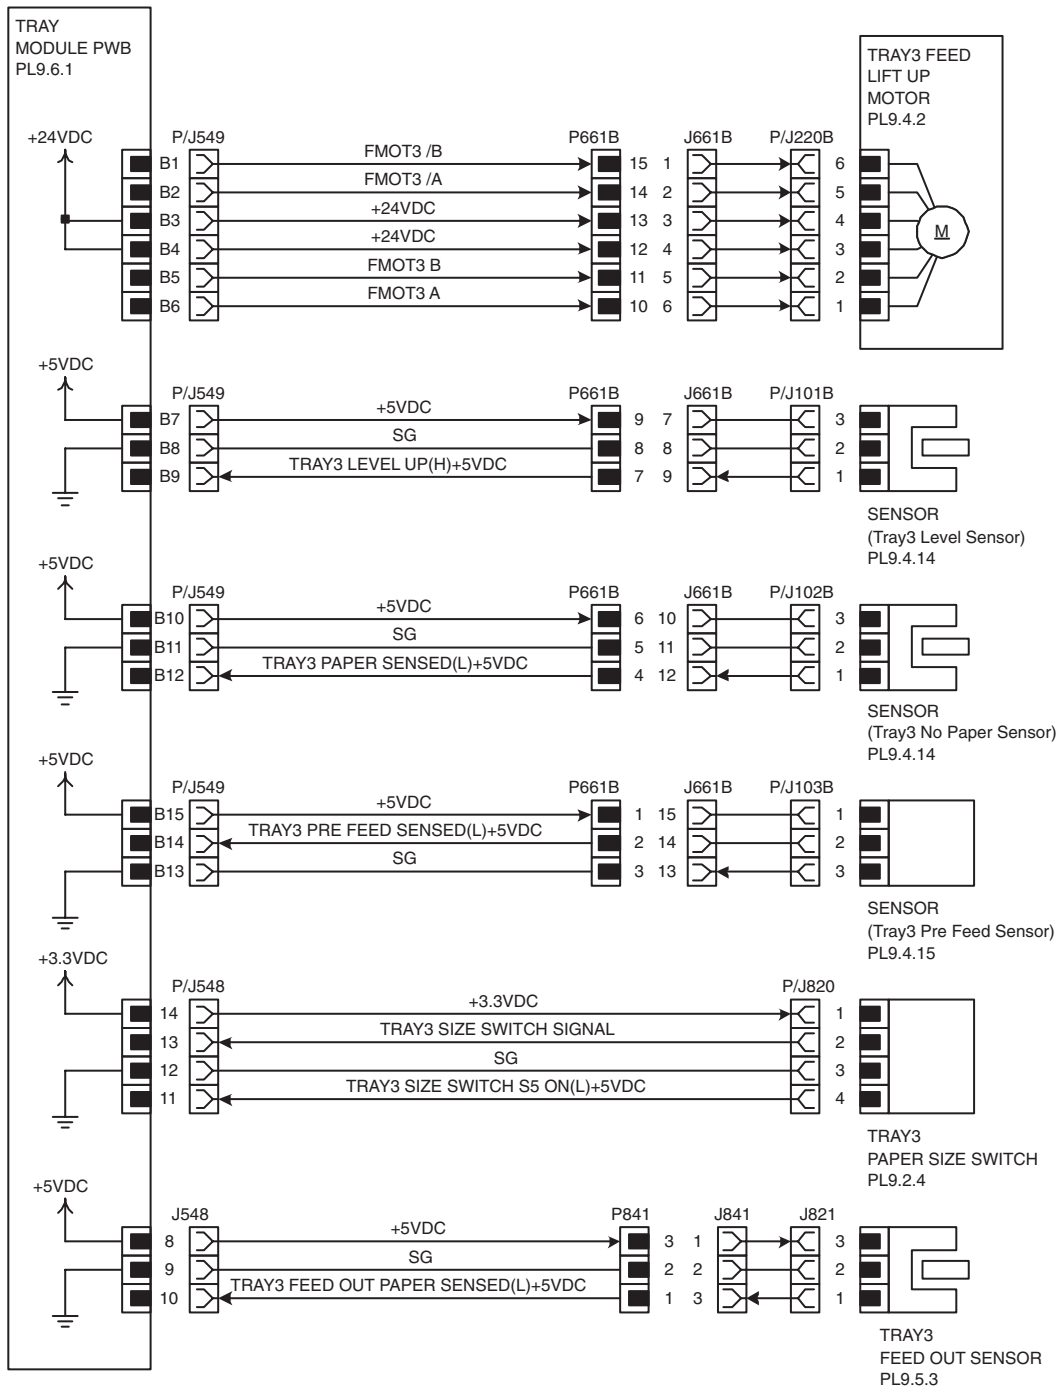 TRAY
MODULE PWB
PL9.6.1
TRAY3 FEED
LIFT UP
MOTOR
PL9.4.2
+24VDC P/J549 P661B J661B P/J220B
B1 FMOT3 /B 15 1 6
B2 FMOT3 /A 14 2 5
B3 +24VDC 13 3 4
M
B4 +24VDC 12 4 3
B5 FMOT3 B 11 5 2
B6 FMOT3 A 10 6 1
+5VDC
P/J549 P661B J661B P/J101B
B7 +5VDC 9 7 3
B8 SG 8 8 2
B9 TRAY3 LEVEL UP(H)+5VDC 7 9 1
SENSOR
(Tray3 Level Sensor)
PL9.4.14
+5VDC
P/J549 P661B J661B P/J102B
B10 +5VDC 6 10 3
B11 SG 5 11 2
B12 TRAY3 PAPER SENSED(L)+5VDC 4 12 1
SENSOR
(Tray3 No Paper Sensor)
PL9.4.14
+5VDC
P/J549 P661B J661B P/J103B
B15 +5VDC 1 15 1
B14 TRAY3 PRE FEED SENSED(L)+5VDC 2 14 2
B13 SG 3 13 3
SENSOR
(Tray3 Pre Feed Sensor)
PL9.4.15
+3.3VDC
P/J548 P/J820
14 +3.3VDC 1
13 TRAY3 SIZE SWITCH SIGNAL 2
12 SG 3
11 TRAY3 SIZE SWITCH S5 ON(L)+5VDC 4
TRAY3
PAPER SIZE SWITCH
PL9.2.4
+5VDC
J548 P841 J841 J821
8 +5VDC 3 1 3
9 SG 2 2 2
10 TRAY3 FEED OUT PAPER SENSED(L)+5VDC 1 3 1
TRAY3
FEED OUT SENSOR
PL9.5.3